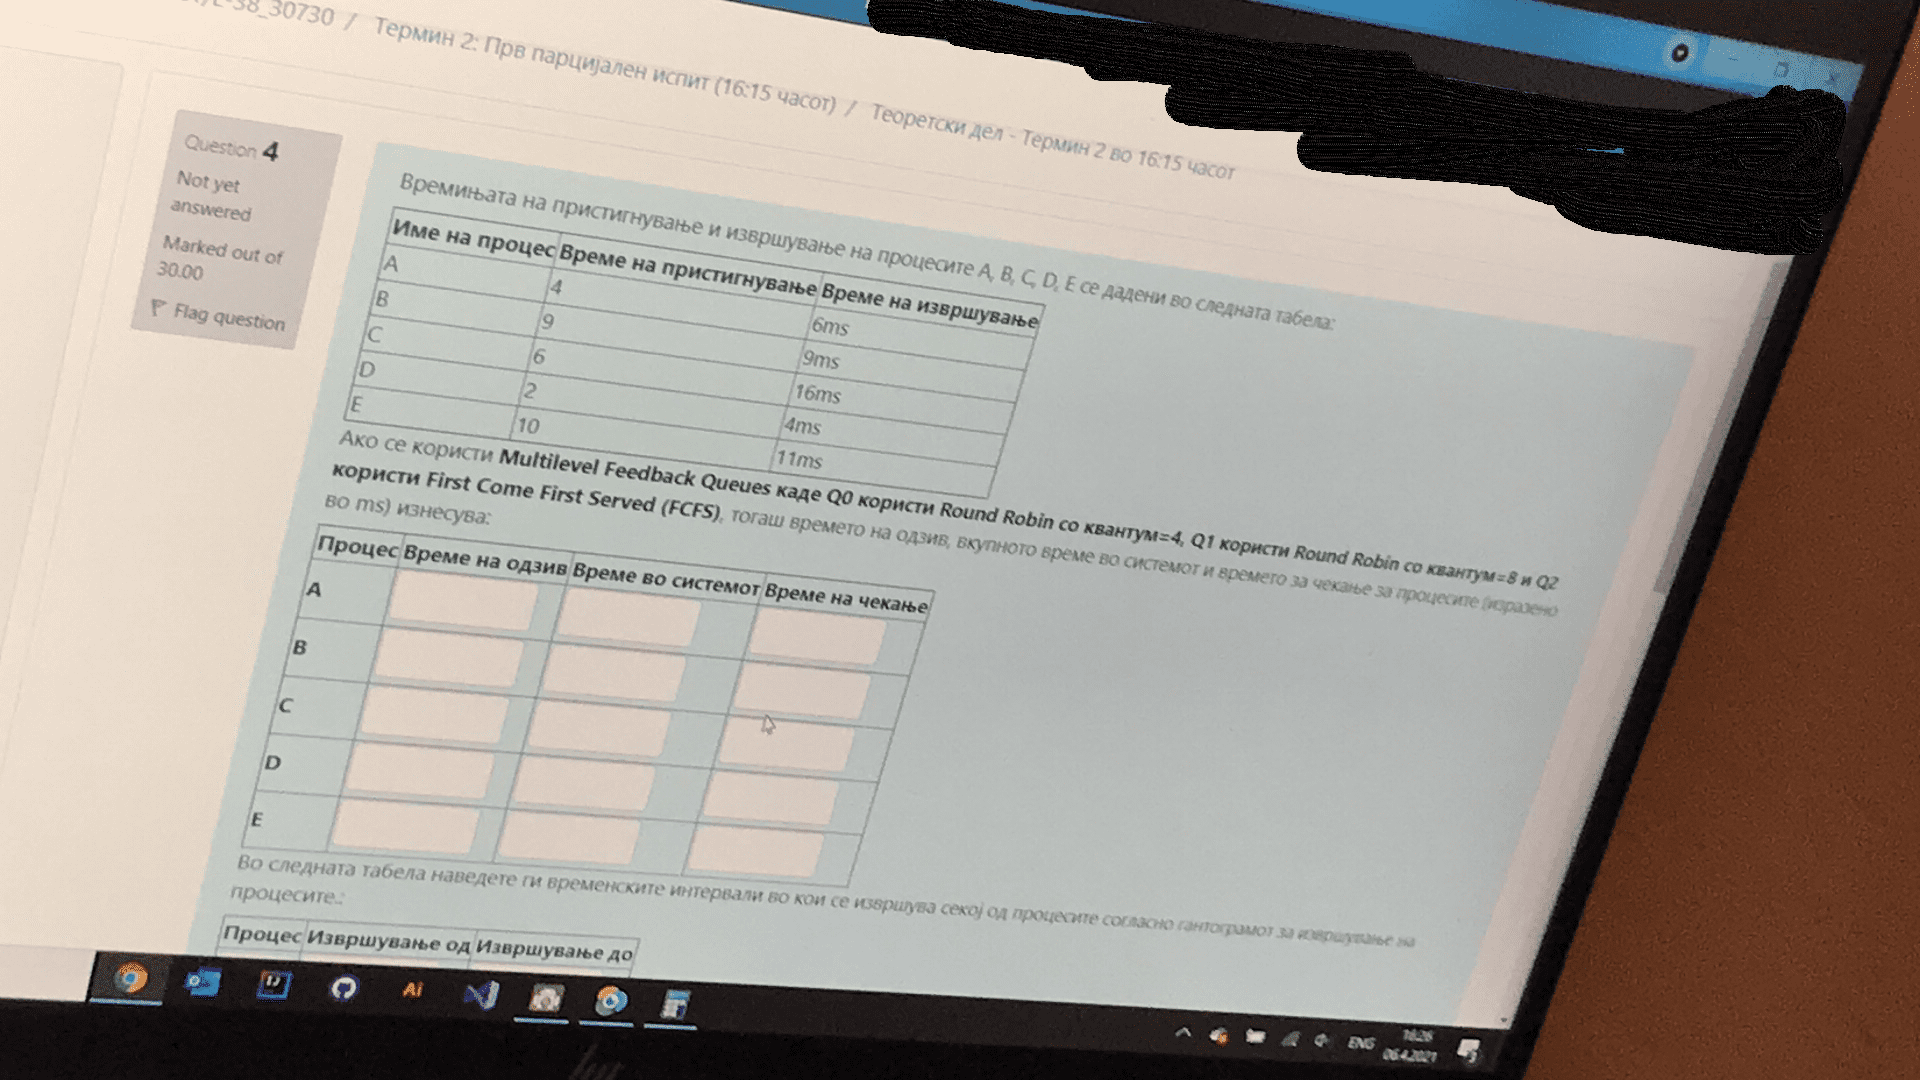 38_30730 / Термин 2: Прв парцијален испит (16:15 часот) / Теоретски дел - Термин 2 во 16:15 часот
Question 4
Not yet
answered
Marked out of
30.00
Flag question
Времињата на пристигнување и извршување на процесите A, B, C, D, E се дадени во следната табела:
Име на процес Време на пристигнување Време на извршување
A 4 6ms
B 9 9ms
C 6 16ms
D 2 4ms
E 10 11ms
Ако се користи Multilevel Feedback Queues каде Q0 користи Round Robin со квантум=4, Q1 користи Round Robin со квантум=8 и Q2
користи First Come First Served (FCFS), тогаш времето на одзив, вкупното време во системот и времето за чекање за процесите (изразено
во ms) изнесува:
Процес Време на одзив Време во системот Време на чекање
A
B
C
D
E
Во следната табела наведете ги временските интервали во кои се извршува секој од процесите согласно гантограмот за извршување на
процесите.:
Процес Извршување од Извршување до
IJ
Ai
ENG
16:26
06.4.2021
3
hp